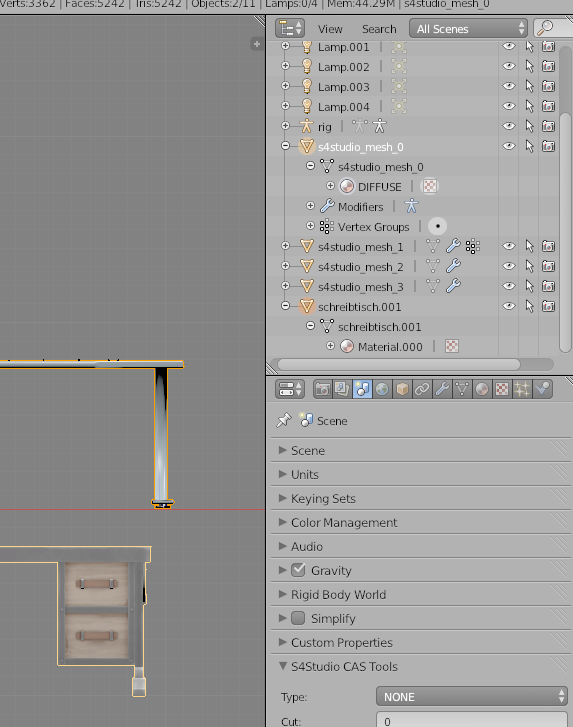 Verts:3362 | Faces:5242 | Tris:5242 | Objects:2/11 | Lamps:0/4 | Mem:44.29M | s4studio_mesh_0
View Search All Scenes
Lamp.001
Lamp.002
Lamp.003
Lamp.004
rig
s4studio_mesh_0
s4studio_mesh_0
DIFFUSE
Modifiers
Vertex Groups
s4studio_mesh_1
s4studio_mesh_2
s4studio_mesh_3
schreibtisch.001
schreibtisch.001
Material.000
Scene
Scene
Units
Keying Sets
Color Management
Audio
Gravity
Rigid Body World
Simplify
Custom Properties
S4Studio CAS Tools
Type: NONE
Cut: 0